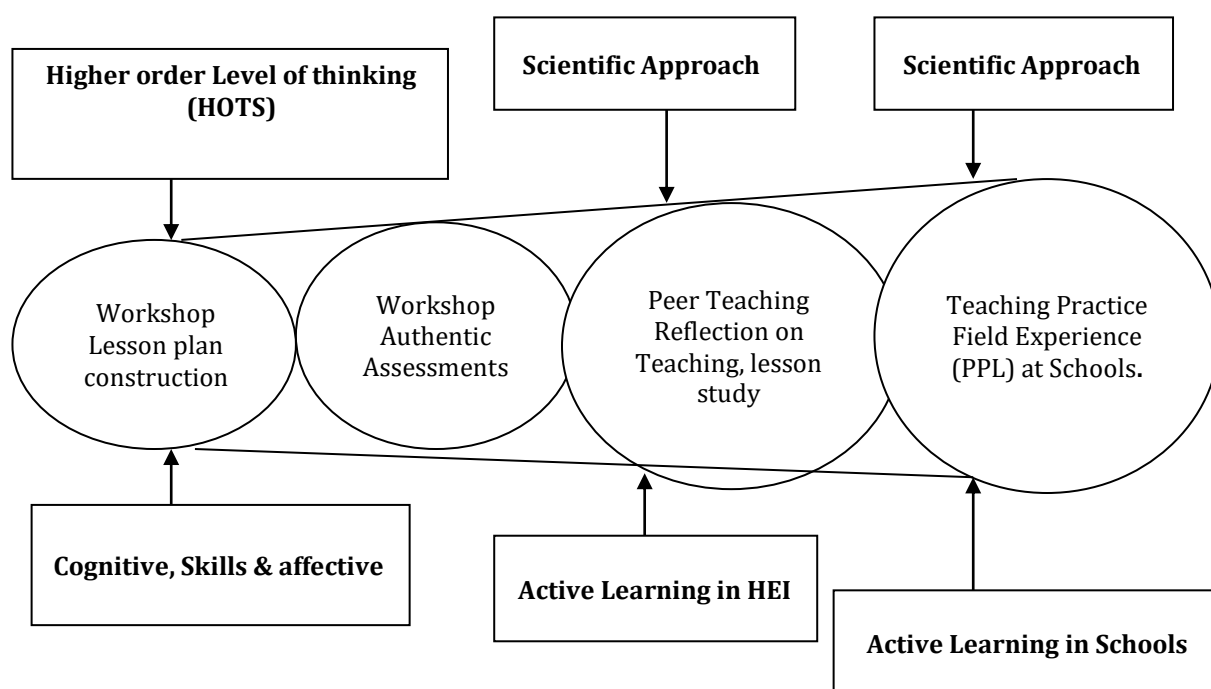 Higher order Level of thinking
(HOTS)
Scientific Approach
Scientific Approach
Workshop
Lesson plan
construction
Workshop
Authentic
Assessments
Peer Teaching
Reflection on
Teaching, lesson
study
Teaching Practice
Field Experience
(PPL) at Schools.
Cognitive, Skills & affective
Active Learning in HEI
Active Learning in Schools